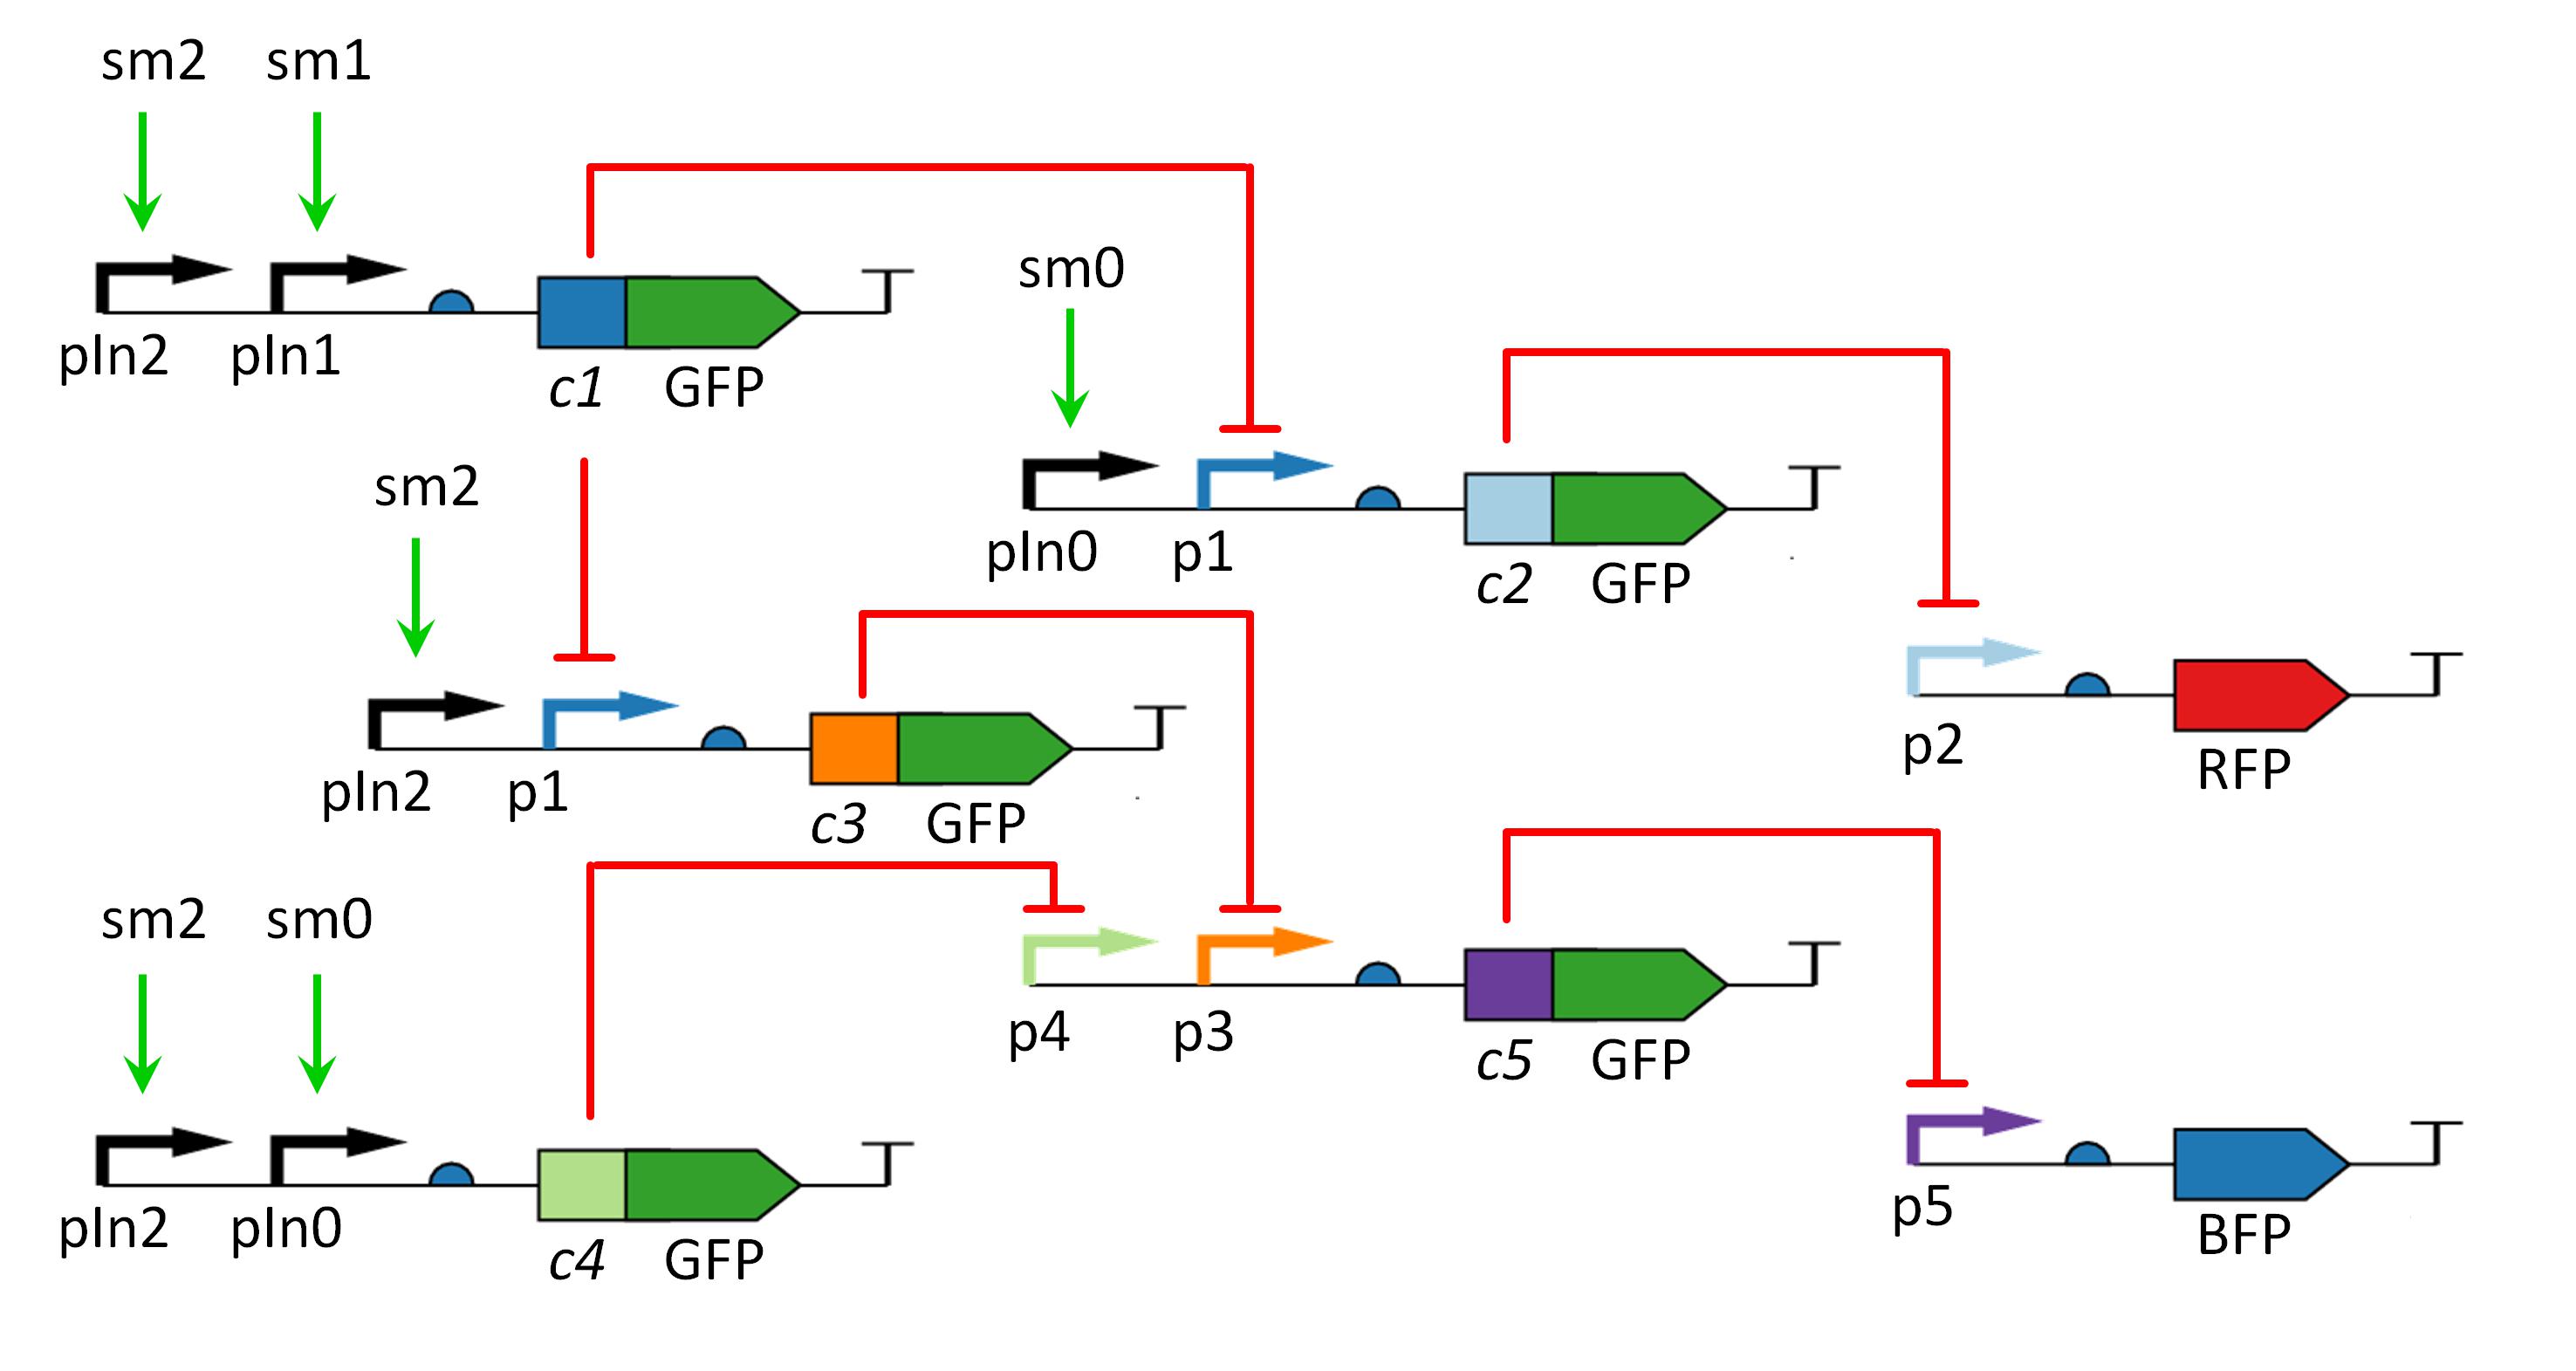 sm2 sm1
pIn2 pIn1
c1 GFP
sm0
pIn0 p1
c2 GFP
sm2
pIn2 p1
c3 GFP
p2
RFP
sm2 sm0
pIn2 pIn0
c4 GFP
p4 p3
c5 GFP
p5
BFP